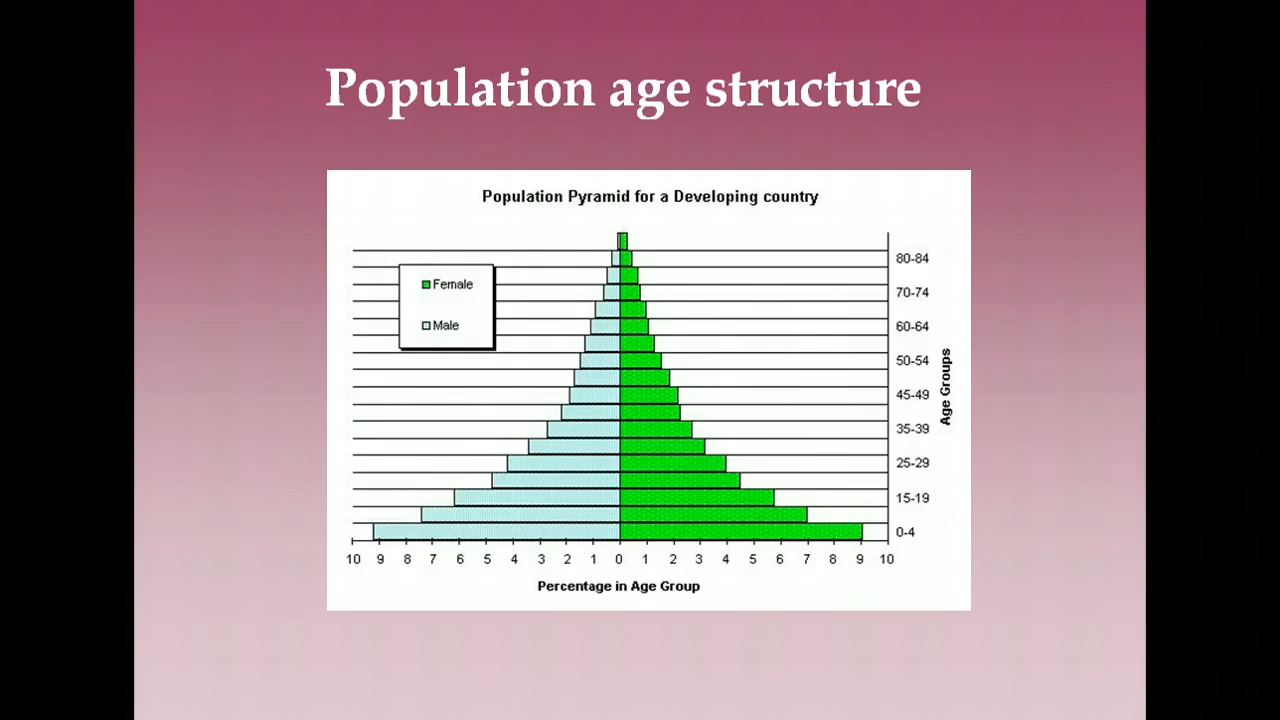 Population age structure
Population Pyramid for a Developing country
Female
Male
80-84
70-74
60-64
50-54
45-49
35-39
25-29
15-19
0-4
Age Groups
10 9 8 7 6 5 4 3 2 1 0 1 2 3 4 5 6 7 8 9 10
Percentage in Age Group